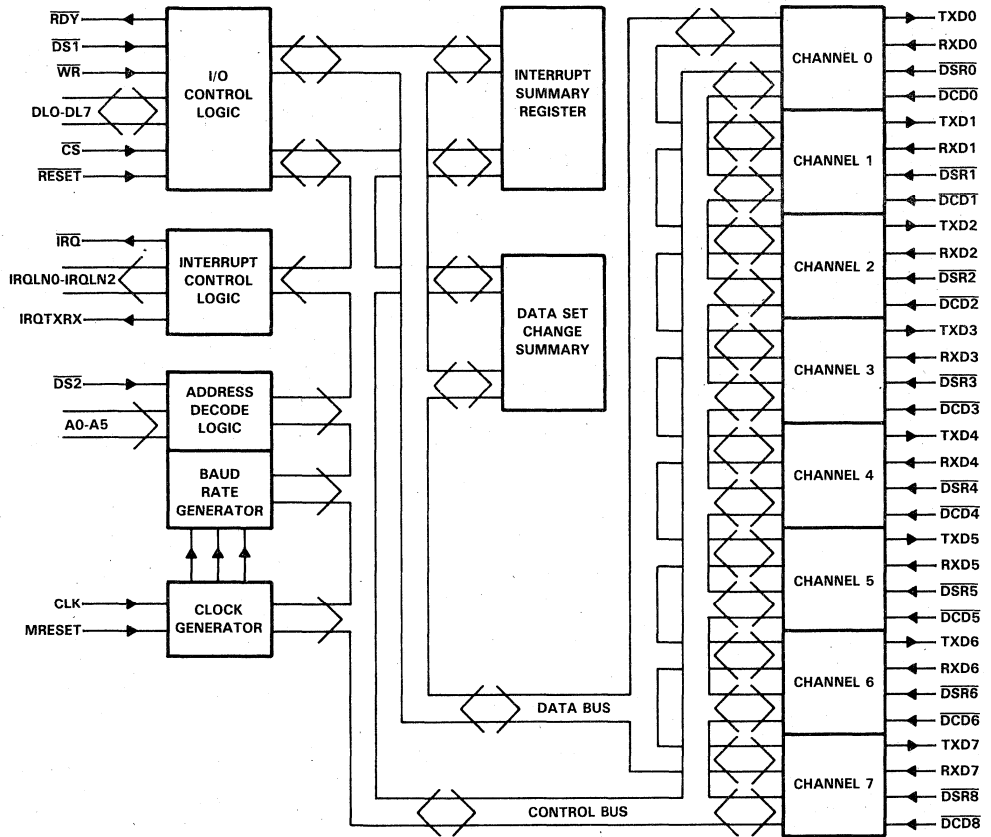 RDY
DS1
WR
DLO-DL7
CS
RESET
I/O
CONTROL
LOGIC
IRQ
IRQLN0-IRQLN2
IRQTXRX
INTERRUPT
CONTROL
LOGIC
DS2
A0-A5
ADDRESS
DECODE
LOGIC
BAUD
RATE
GENERATOR
CLK
MRESET
CLOCK
GENERATOR
INTERRUPT
SUMMARY
REGISTER
DATA SET
CHANGE
SUMMARY
DATA BUS
CONTROL BUS
CHANNEL 0
TXD0
RXD0
DSR0
DCD0
CHANNEL 1
TXD1
RXD1
DSR1
DCD1
CHANNEL 2
TXD2
RXD2
DSR2
DCD2
CHANNEL 3
TXD3
RXD3
DSR3
DCD3
CHANNEL 4
TXD4
RXD4
DSR4
DCD4
CHANNEL 5
TXD5
RXD5
DSR5
DCD5
CHANNEL 6
TXD6
RXD6
DSR6
DCD6
CHANNEL 7
TXD7
RXD7
DSR8
DCD8